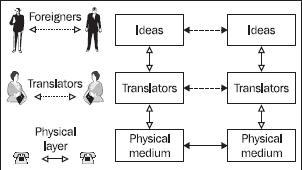 Foreigners
Ideas
Ideas
Translators
Translators
Translators
Physical
layer
Physical
medium
Physical
medium